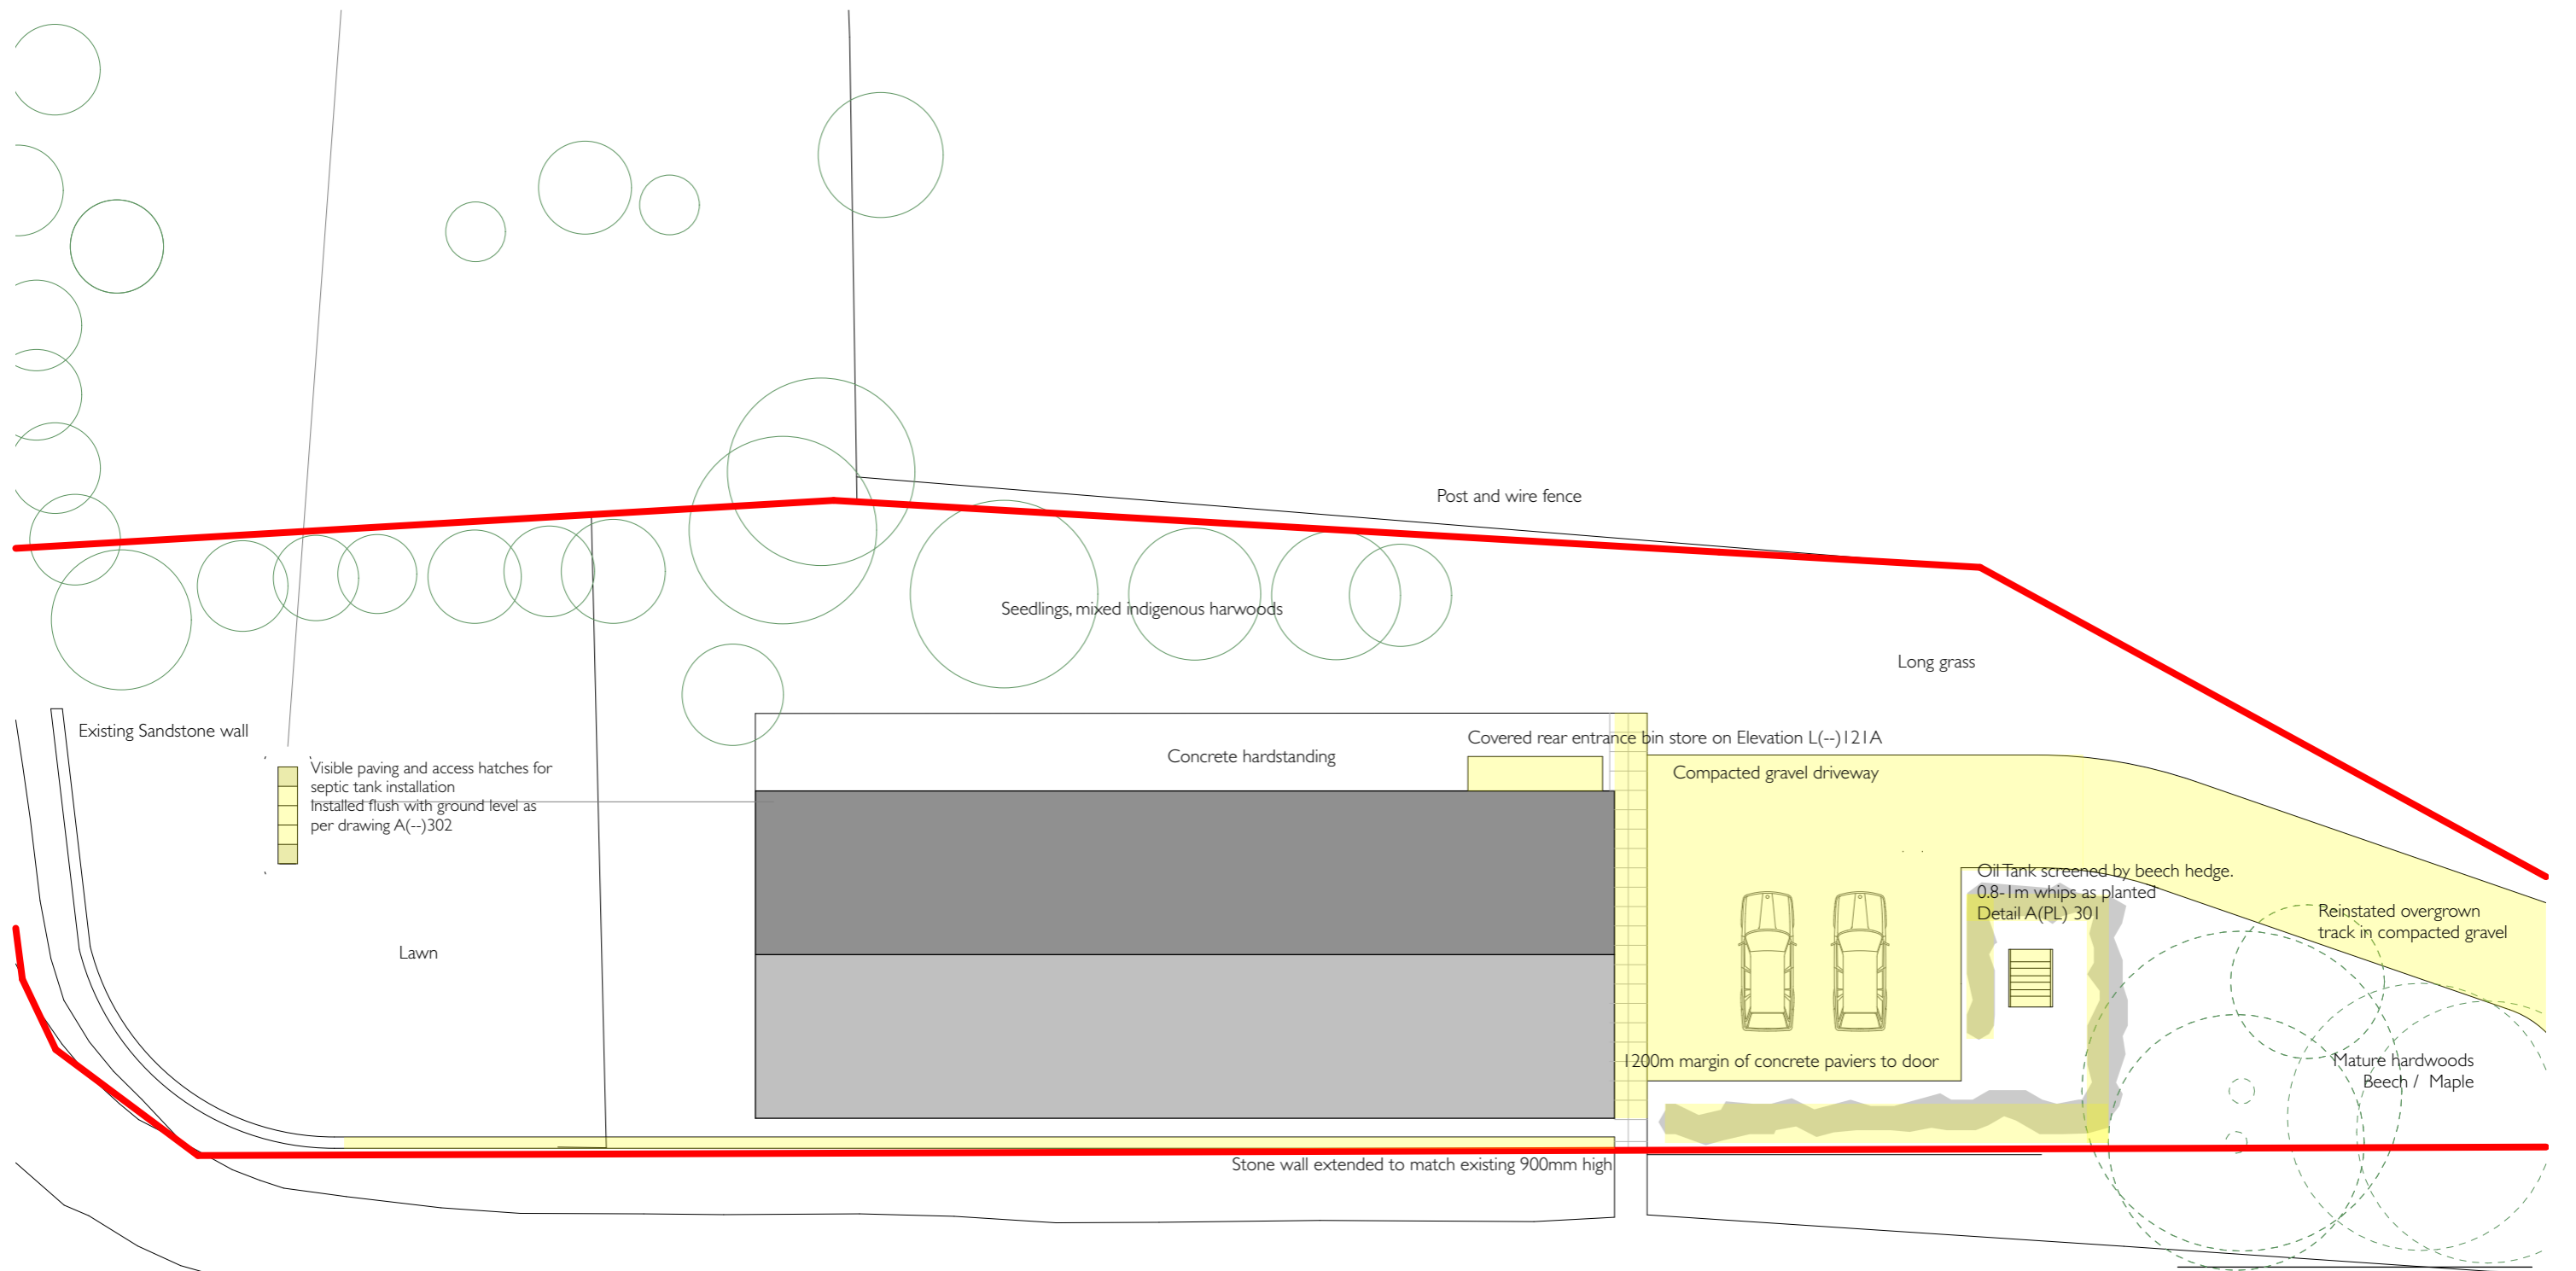 Post and wire fence
Seedlings, mixed indigenous harwoods
Long grass
Existing Sandstone wall
Visible paving and access hatches for
septic tank installation
Installed flush with ground level as
per drawing A(--)302
Concrete hardstanding
Covered rear entrance bin store on Elevation L(--)121A
Compacted gravel driveway
Oil Tank screened by beech hedge.
0.8-1m whips as planted
Detail A(PL) 301
Reinstated overgrown
track in compacted gravel
Lawn
1200m margin of concrete paviers to door
Mature hardwoods
Beech / Maple
Stone wall extended to match existing 900mm high